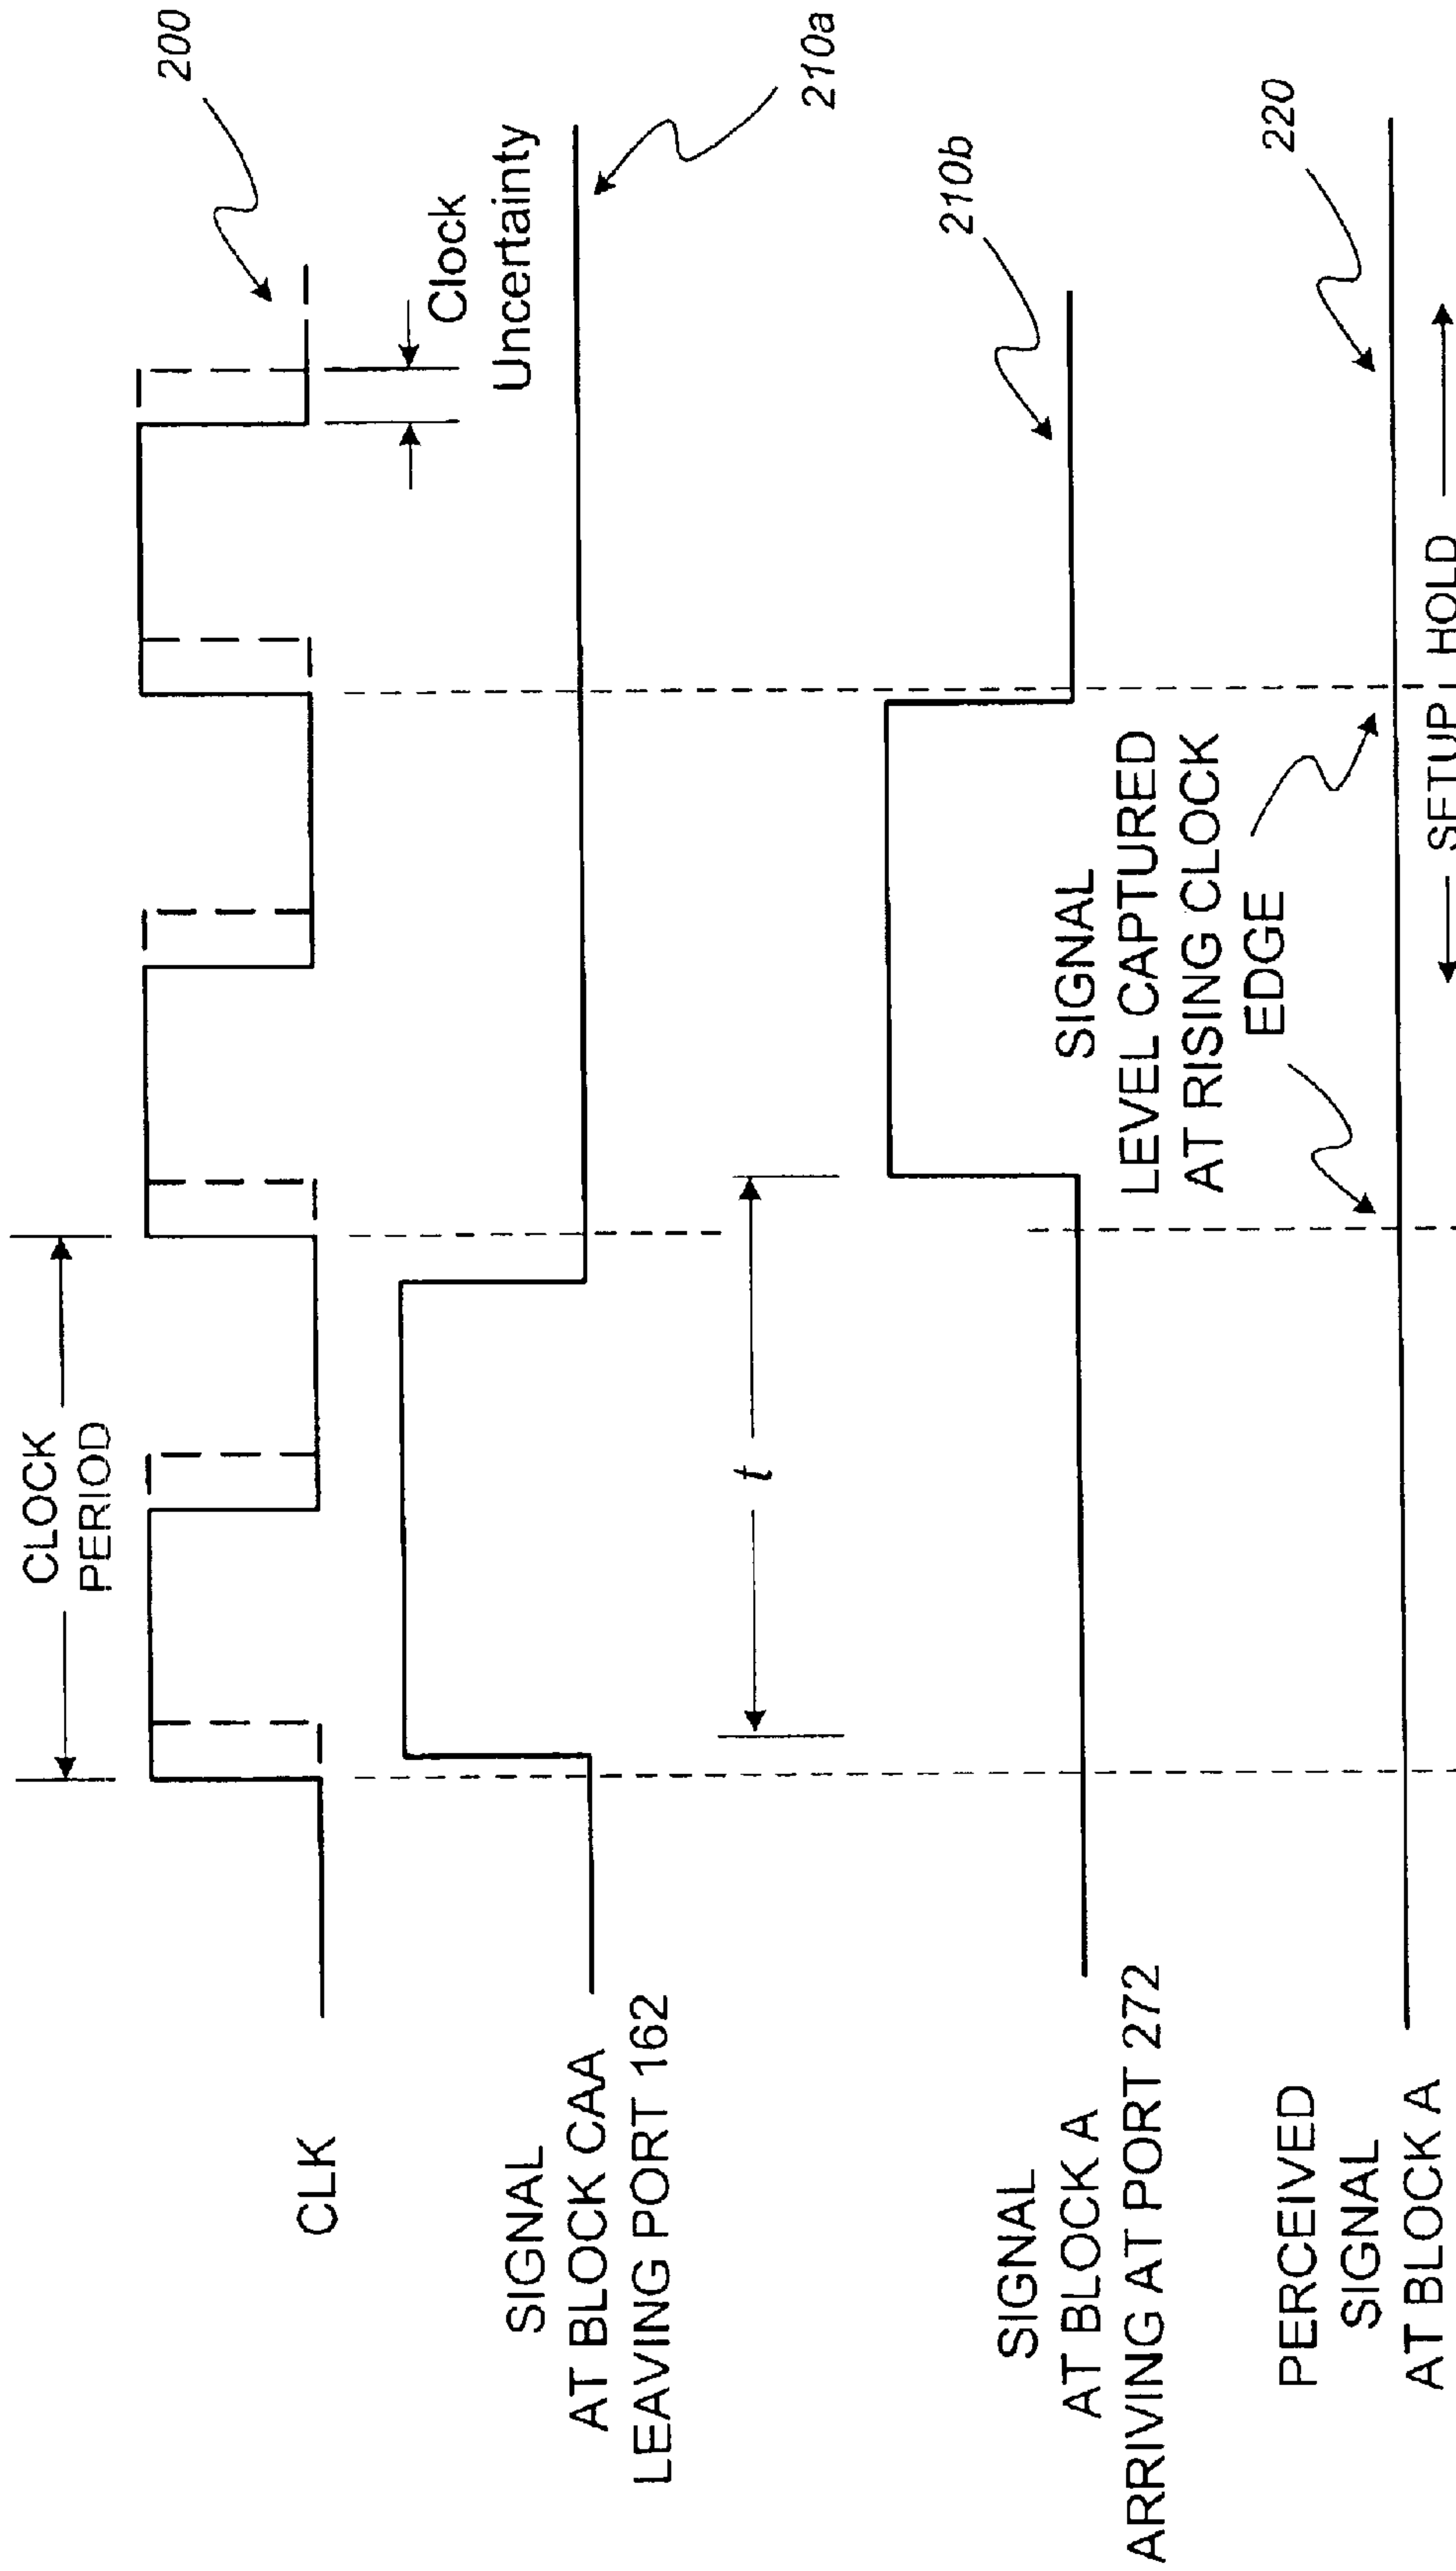 CLOCK
PERIOD
200
CLK
Clock
Uncertainty
SIGNAL
AT BLOCK CAA
LEAVING PORT 162
210a
t
SIGNAL
AT BLOCK A
ARRIVING AT PORT 272
210b
SIGNAL
LEVEL CAPTURED
AT RISING CLOCK
EDGE
220
PERCEIVED
SIGNAL
AT BLOCK A
SETUP
HOLD